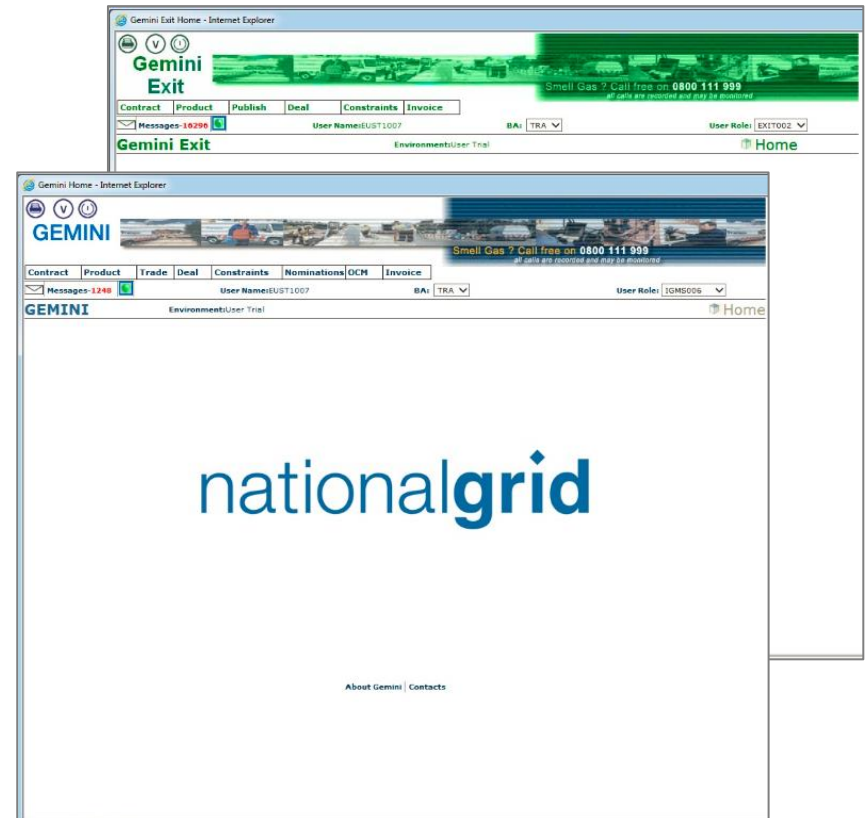 Gemini Exit Home - Internet Explorer
V
Gemini
Exit
Smell Gas ? Call free on 0800 111 999
all calls are recorded and may be monitored
Contract Product Publish Deal Constraints Invoice
Messages-16296 User Name:EUST1007 BA: TRA User Role: EXIT002
Gemini Exit Environment:User Trial Home
Gemini Home - Internet Explorer
V
GEMINI
Smell Gas ? Call free on 0800 111 999
all calls are recorded and may be monitored
Contract Product Trade Deal Constraints Nominations OCM Invoice
Messages-1248 User Name:EUST1007 BA: TRA User Role: IGMS006
GEMINI Environment:User Trial Home
nationalgrid
About Gemini Contacts